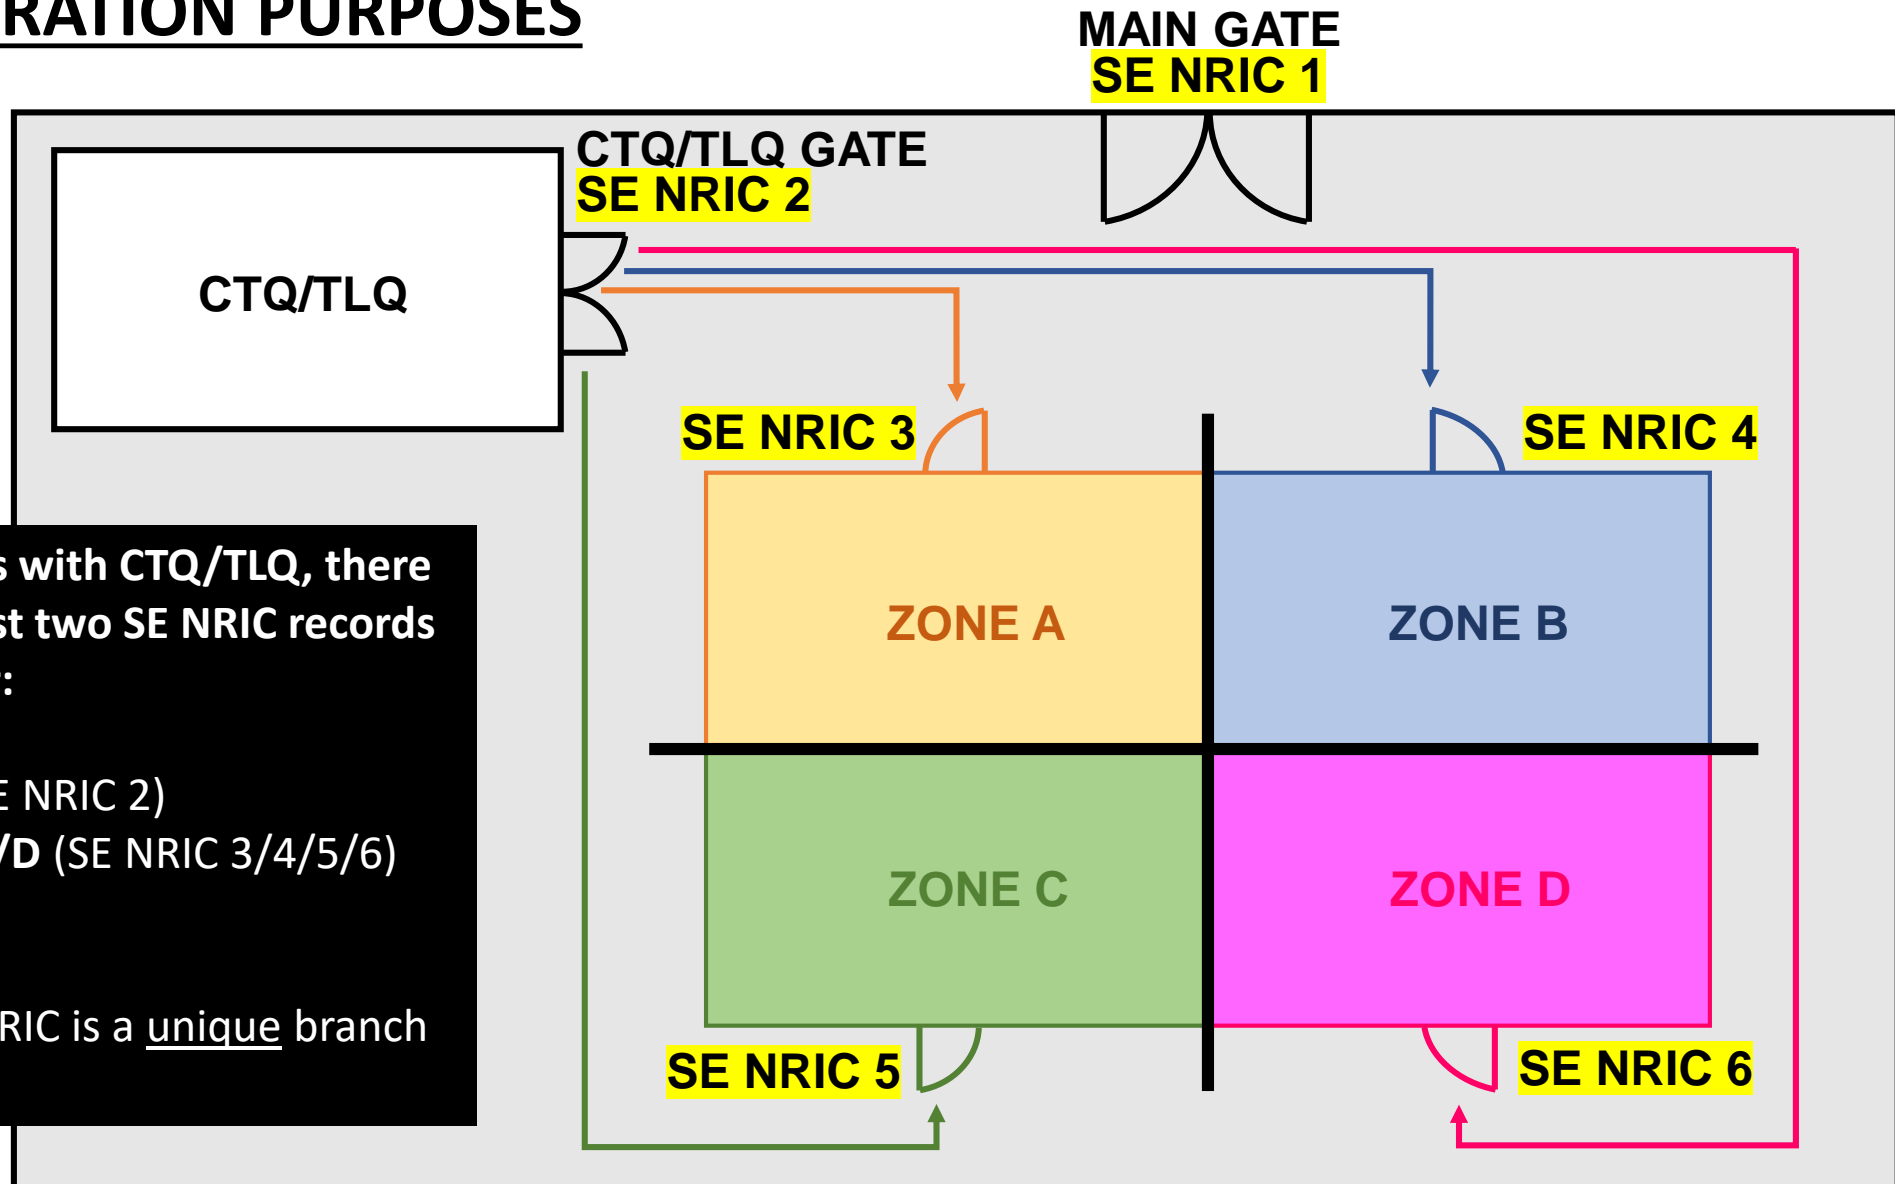 RATION PURPOSES
MAIN GATE
SE NRIC 1
CTQ/TLQ GATE
SE NRIC 2
CTQ/TLQ
SE NRIC 3
SE NRIC 4
s with CTQ/TLQ, there
st two SE NRIC records
:
ZONE A
ZONE B
E NRIC 2)
/D (SE NRIC 3/4/5/6)
ZONE C
ZONE D
RIC is a unique branch
SE NRIC 5
SE NRIC 6